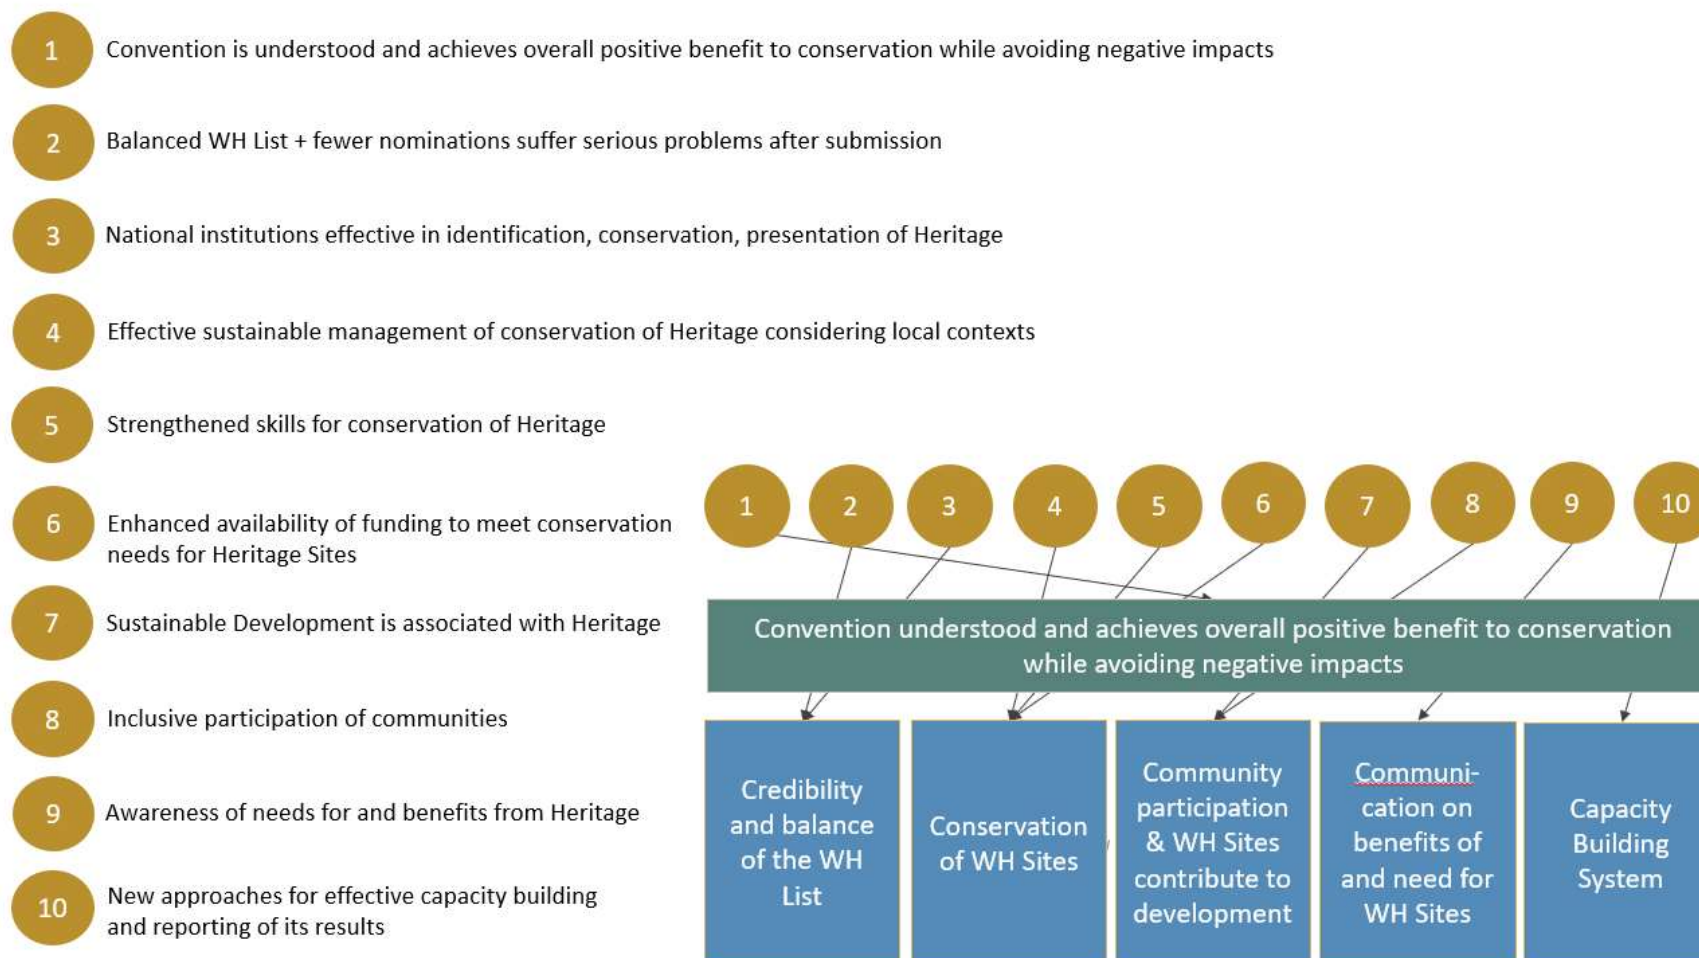 1
Convention is understood and achieves overall positive benefit to conservation while avoiding negative impacts
2
Balanced WH List + fewer nominations suffer serious problems after submission
3
National institutions effective in identification, conservation, presentation of Heritage
4
Effective sustainable management of conservation of Heritage considering local contexts
5
Strengthened skills for conservation of Heritage
6
Enhanced availability of funding to meet conservation
needs for Heritage Sites
7
Sustainable Development is associated with Heritage
8
Inclusive participation of communities
9
Awareness of needs for and benefits from Heritage
10
New approaches for effective capacity building
and reporting of its results
1 2 3 4 5 6 7 8 9 10
Convention understood and achieves overall positive benefit to conservation
while avoiding negative impacts
Credibility
and balance
of the WH
List
Conservation
of WH Sites
Community
participation
& WH Sites
contribute to
development
Communi-
cation on
benefits of
and need for
WH Sites
Capacity
Building
System